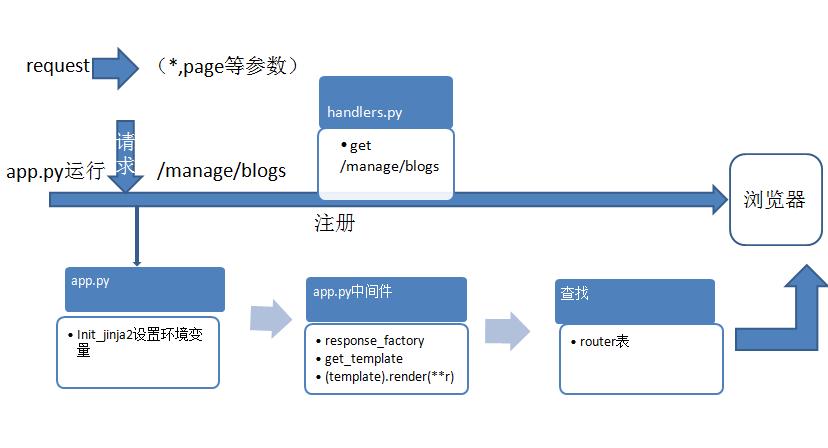 request
（*,page等参数）
handlers.py
• get
/manage/blogs
请
求
app.py运行
/manage/blogs
浏览器
注册
app.py
• Init_jinja2设置环境变
量
app.py中间件
• response_factory
• get_template
• (template).render(**r)
查找
• router表